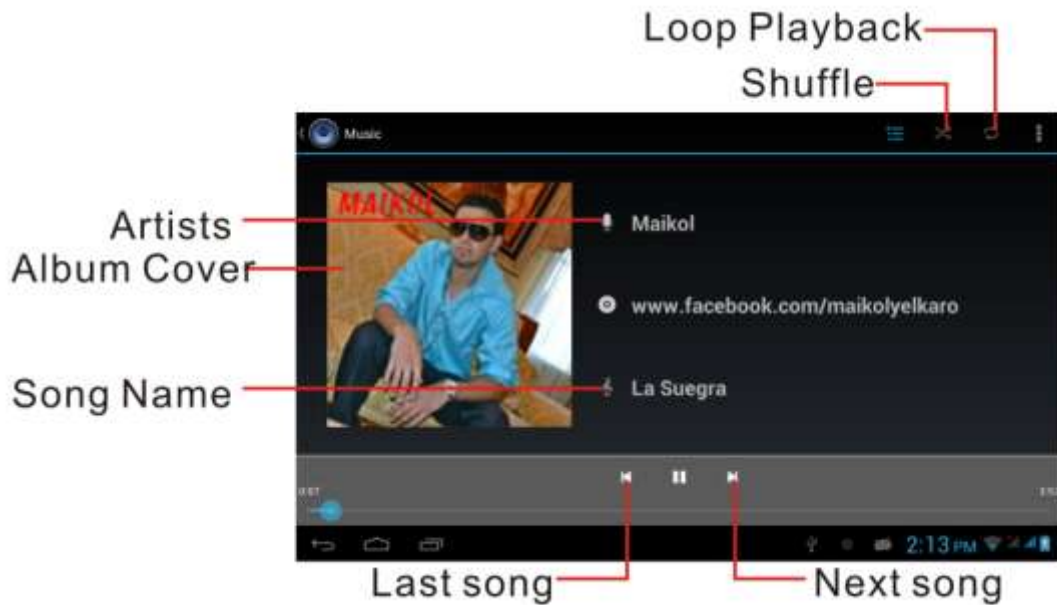 Loop Playback
Shuffle
Music
MAIKOL
Artists
Maikol
Album Cover
www.facebook.com/maikolyelkaro
Song Name
La Suegra
2:13 PM
Last song
Next song